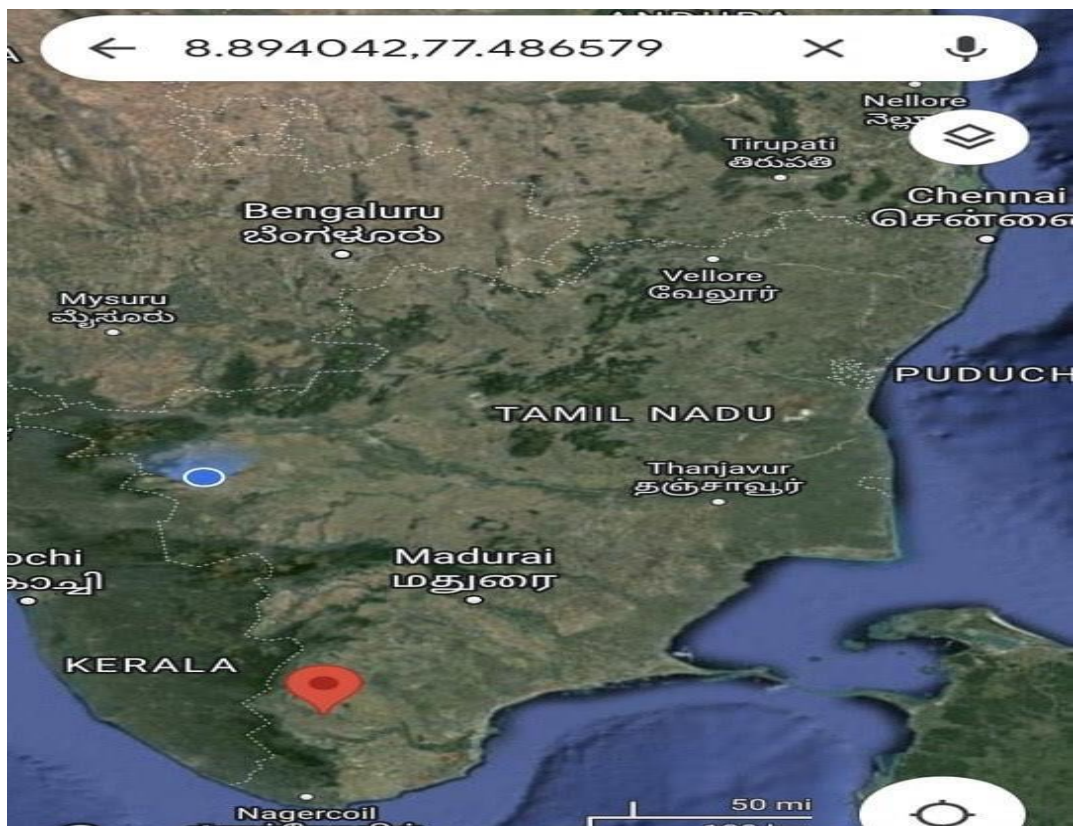 8.894042,77.486579
Nellore
Tirupati
తిరుపతి
Chennai
சென்னை
Bengaluru
ಬೆಂಗಳೂರು
Vellore
வேலூர்
Mysuru
ಮೈಸೂರು
PUDUCH
TAMIL NADU
Thanjavur
தஞ்சாவூர்
ochi
Madurai
மதுரை
KERALA
50 mi
Nagercoil